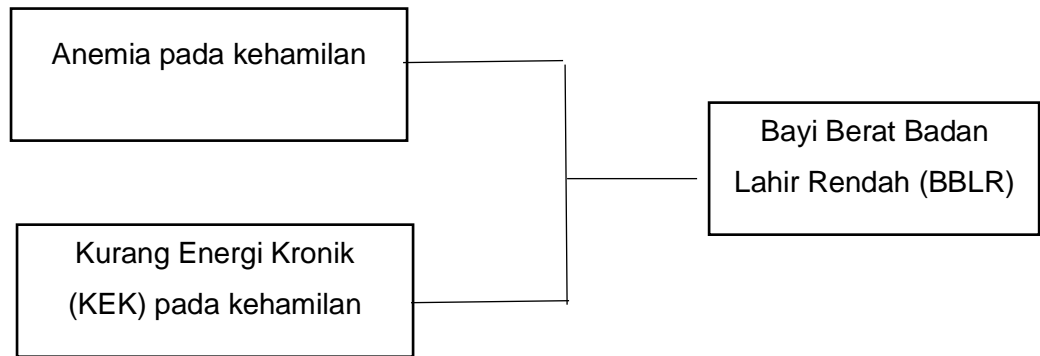 Anemia pada kehamilan
Bayi Berat Badan
Lahir Rendah (BBLR)
Kurang Energi Kronik
(KEK) pada kehamilan